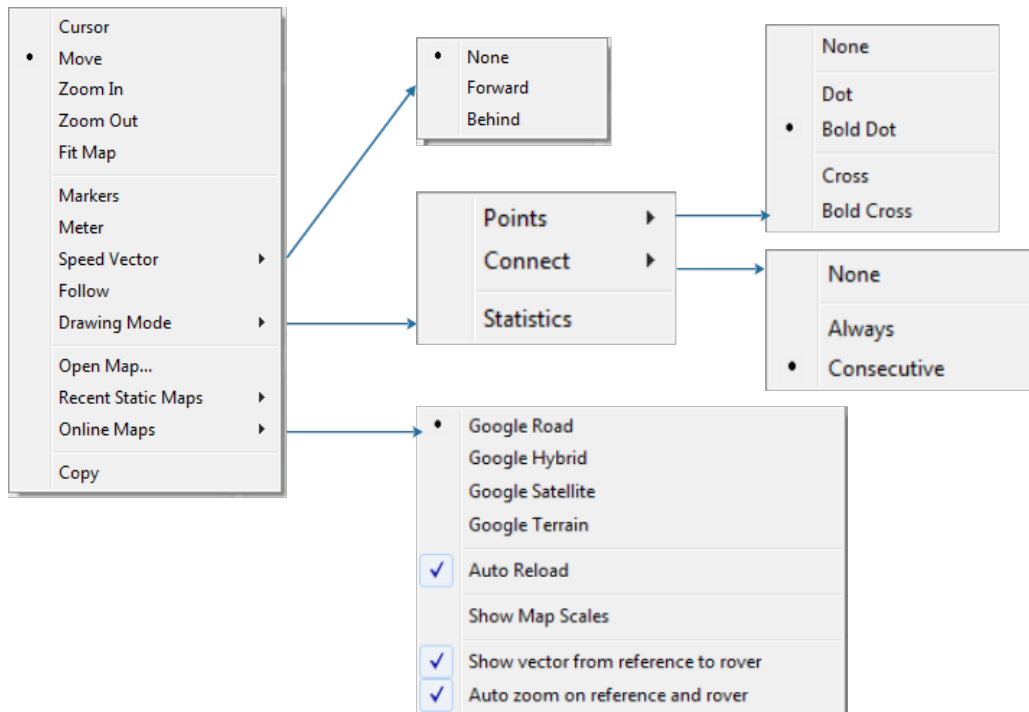 Cursor
Move
Zoom In
Zoom Out
Fit Map
Markers
Meter
Speed Vector
Follow
Drawing Mode
Open Map...
Recent Static Maps
Online Maps
Copy
None
Forward
Behind
Points
Connect
Statistics
None
Dot
Bold Dot
Cross
Bold Cross
None
Always
Consecutive
Google Road
Google Hybrid
Google Satellite
Google Terrain
Auto Reload
Show Map Scales
Show vector from reference to rover
Auto zoom on reference and rover